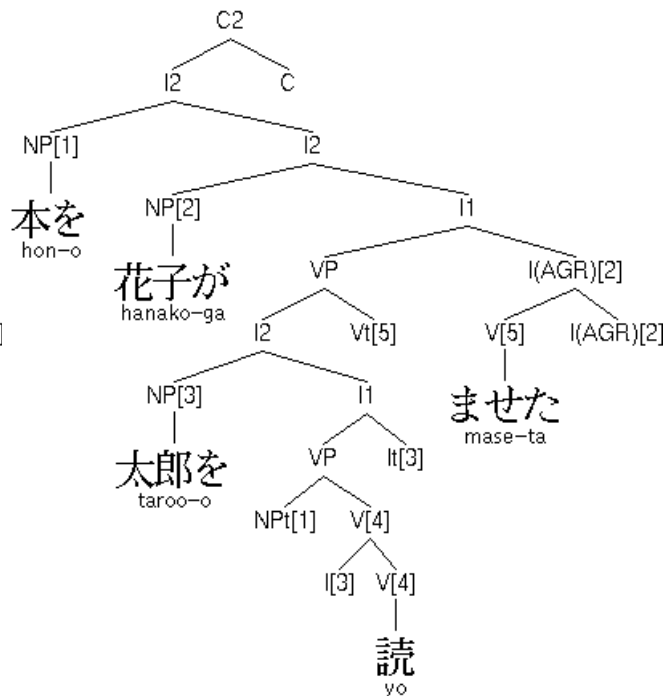 C2
I2 C
NP[1] I2
本を
hon-o
NP[2] I1
花子が
hanako-ga
VP I(AGR)[2]
]
I2 Vt[5] V[5] I(AGR)[2]
ませた
mase-ta
NP[3] I1
太郎を
taroo-o
VP It[3]
NPt[1] V[4]
I[3] V[4]
読
yo